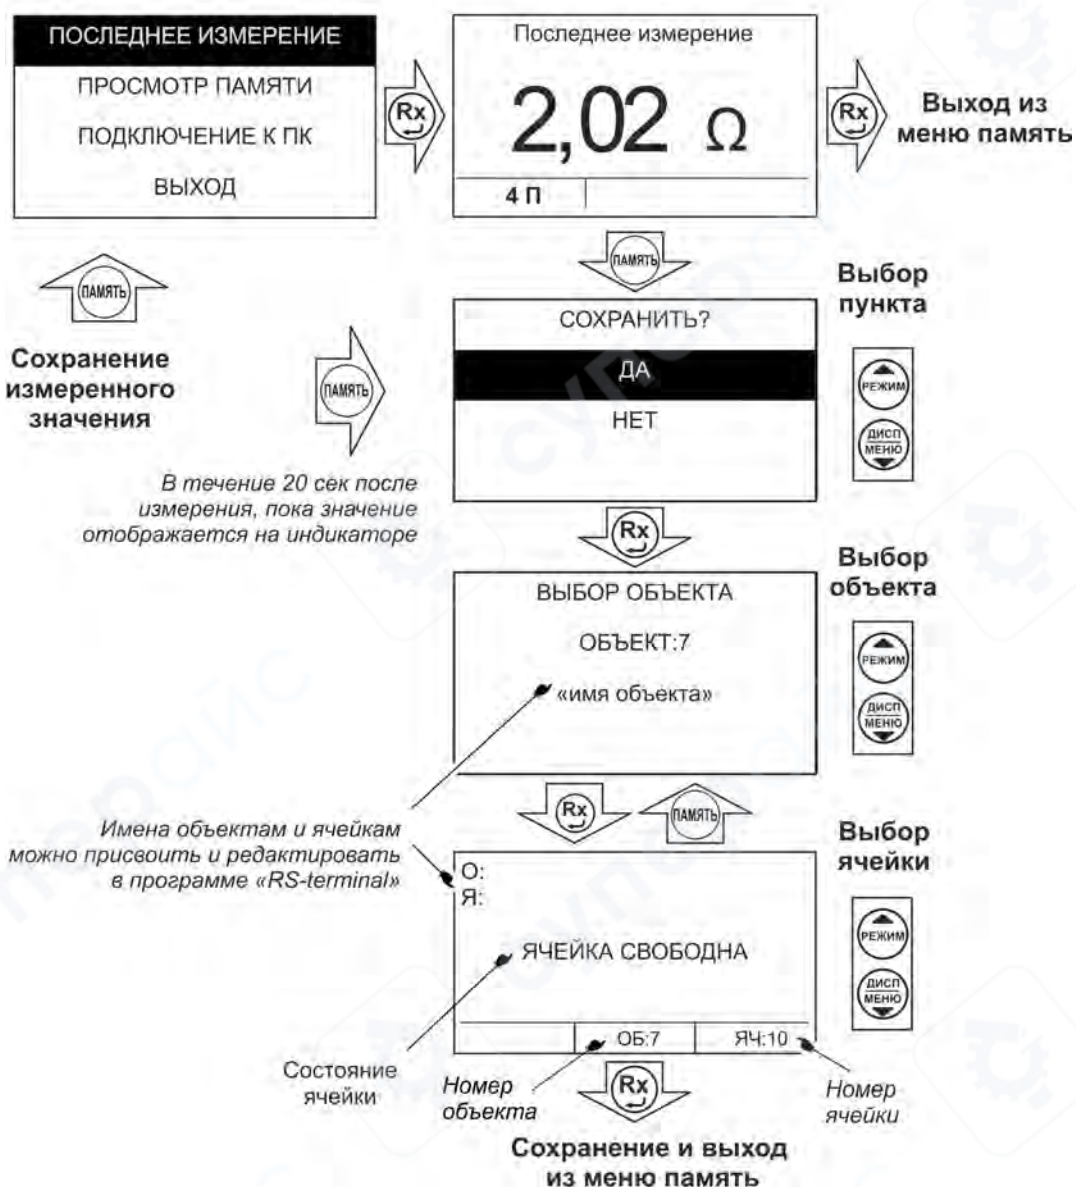 ПОСЛЕДНЕЕ ИЗМЕРЕНИЕ
ПРОСМОТР ПАМЯТИ
ПОДКЛЮЧЕНИЕ К ПК
ВЫХОД
Rx
Последнее измерение
2,02 Ω
4 П
Rx
Выход из
меню память
ПАМЯТЬ
Сохранение
измеренного
значения
ПАМЯТЬ
ПАМЯТЬ
В течение 20 сек после
измерения, пока значение
отображается на индикаторе
СОХРАНИТЬ?
ДА
НЕТ
Выбор
пункта
РЕЖИМ
ДИСП
МЕНЮ
Rx
ВЫБОР ОБЪЕКТА
ОБЪЕКТ:7
«имя объекта»
Выбор
объекта
РЕЖИМ
ДИСП
МЕНЮ
Rx
ПАМЯТЬ
Имена объектам и ячейкам
можно присвоить и редактировать
в программе «RS-terminal»
О:
Я:
ЯЧЕЙКА СВОБОДНА
ОБ:7
ЯЧ:10
Выбор
ячейки
РЕЖИМ
ДИСП
МЕНЮ
Состояние
ячейки
Номер
объекта
Rx
Номер
ячейки
Сохранение и выход
из меню память
суперайс
суперайс